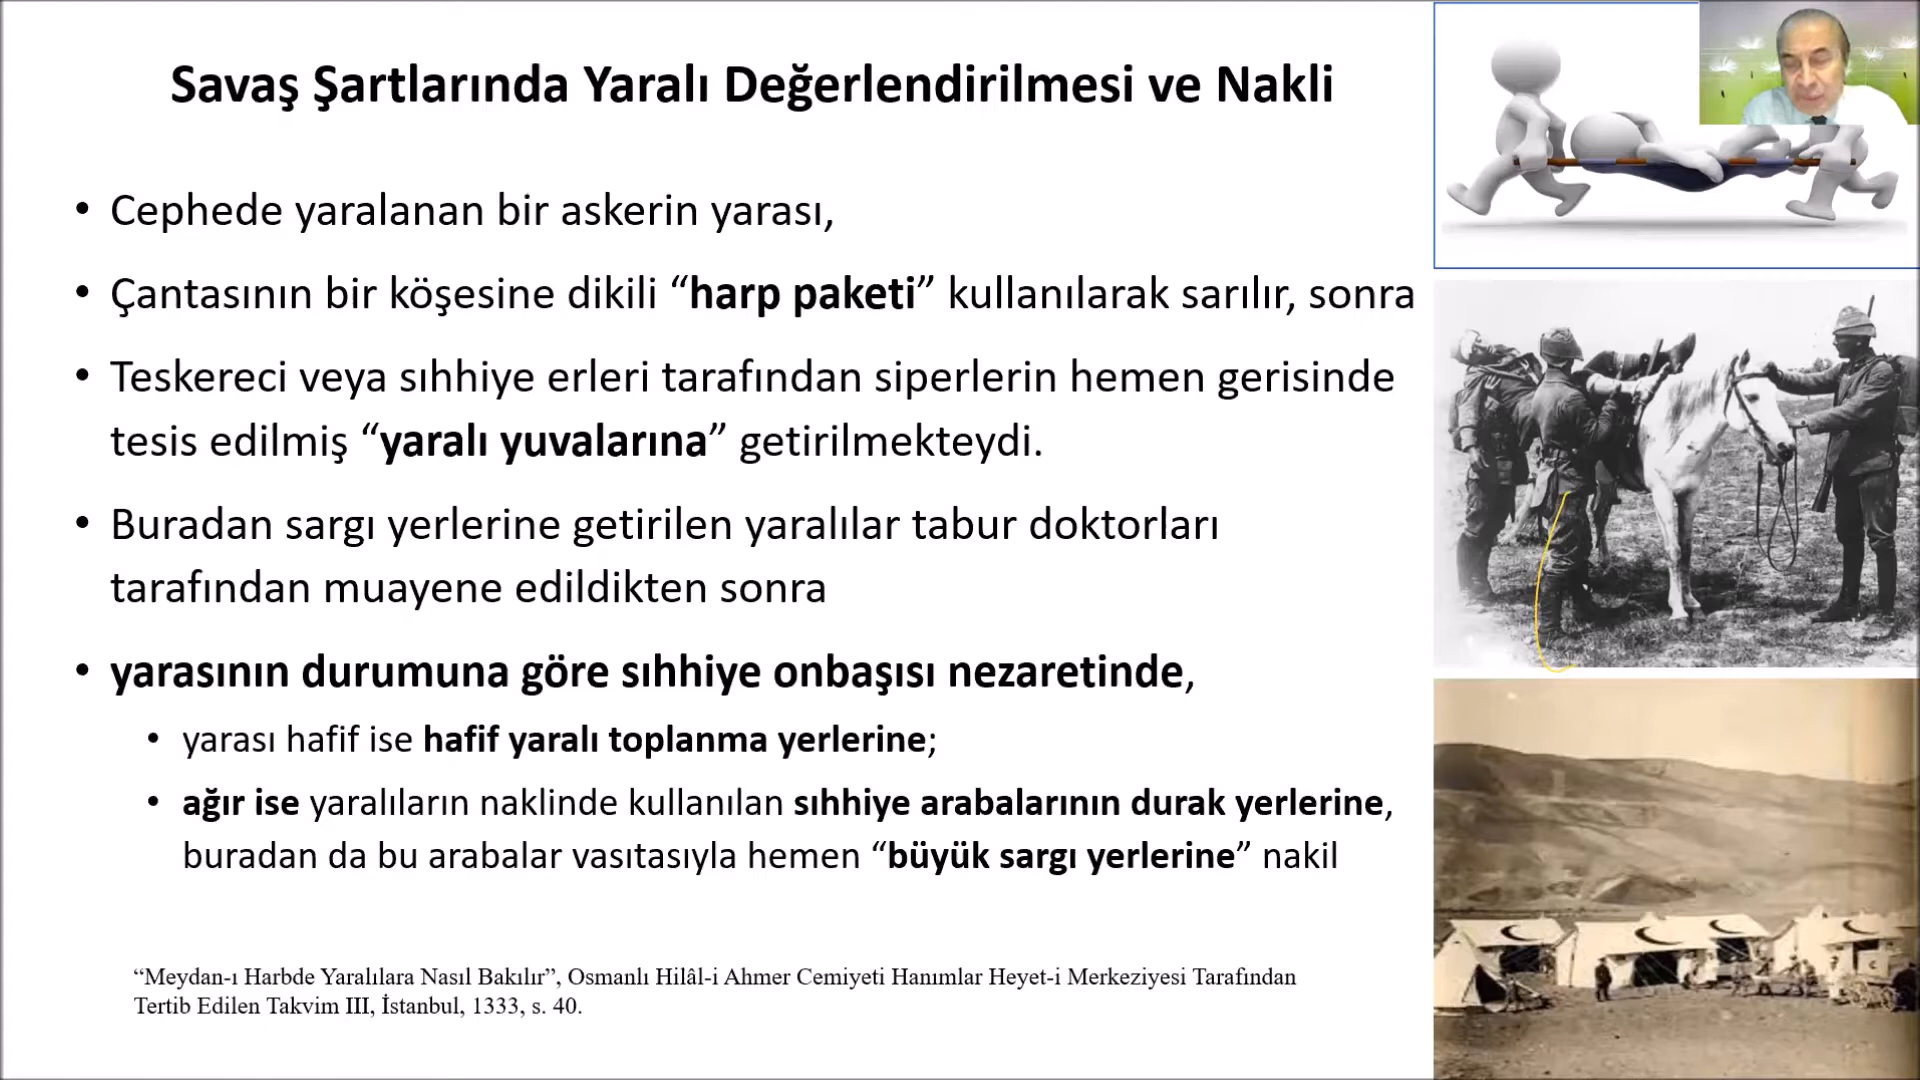 Savaş Şartlarında Yaralı Değerlendirilmesi ve Nakli
• Cephede yaralanan bir askerin yarası,
• Çantasının bir köşesine dikili “harp paketi” kullanılarak sarılır, sonra
• Teskereci veya sıhhiye erleri tarafından siperlerin hemen gerisinde
tesis edilmiş “yaralı yuvalarına” getirilmekteydi.
• Buradan sargı yerlerine getirilen yaralılar tabur doktorları
tarafından muayene edildikten sonra
• yarasının durumuna göre sıhhiye onbaşısı nezaretinde,
• yarası hafif ise hafif yaralı toplanma yerlerine;
• ağır ise yaralıların naklinde kullanılan sıhhiye arabalarının durak yerlerine,
buradan da bu arabalar vasıtasıyla hemen “büyük sargı yerlerine” nakil
“Meydan-ı Harbde Yaralılara Nasıl Bakılır”, Osmanlı Hilâl-i Ahmer Cemiyeti Hanımlar Heyet-i Merkeziyesi Tarafından
Tertib Edilen Takvim III, İstanbul, 1333, s. 40.